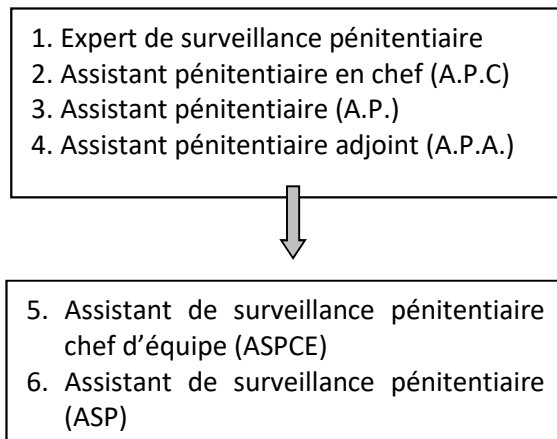 1. Expert de surveillance pénitentiaire
2. Assistant pénitentiaire en chef (A.P.C)
3. Assistant pénitentiaire (A.P.)
4. Assistant pénitentiaire adjoint (A.P.A.)
5. Assistant de surveillance pénitentiaire
chef d’équipe (ASPCE)
6. Assistant de surveillance pénitentiaire
(ASP)